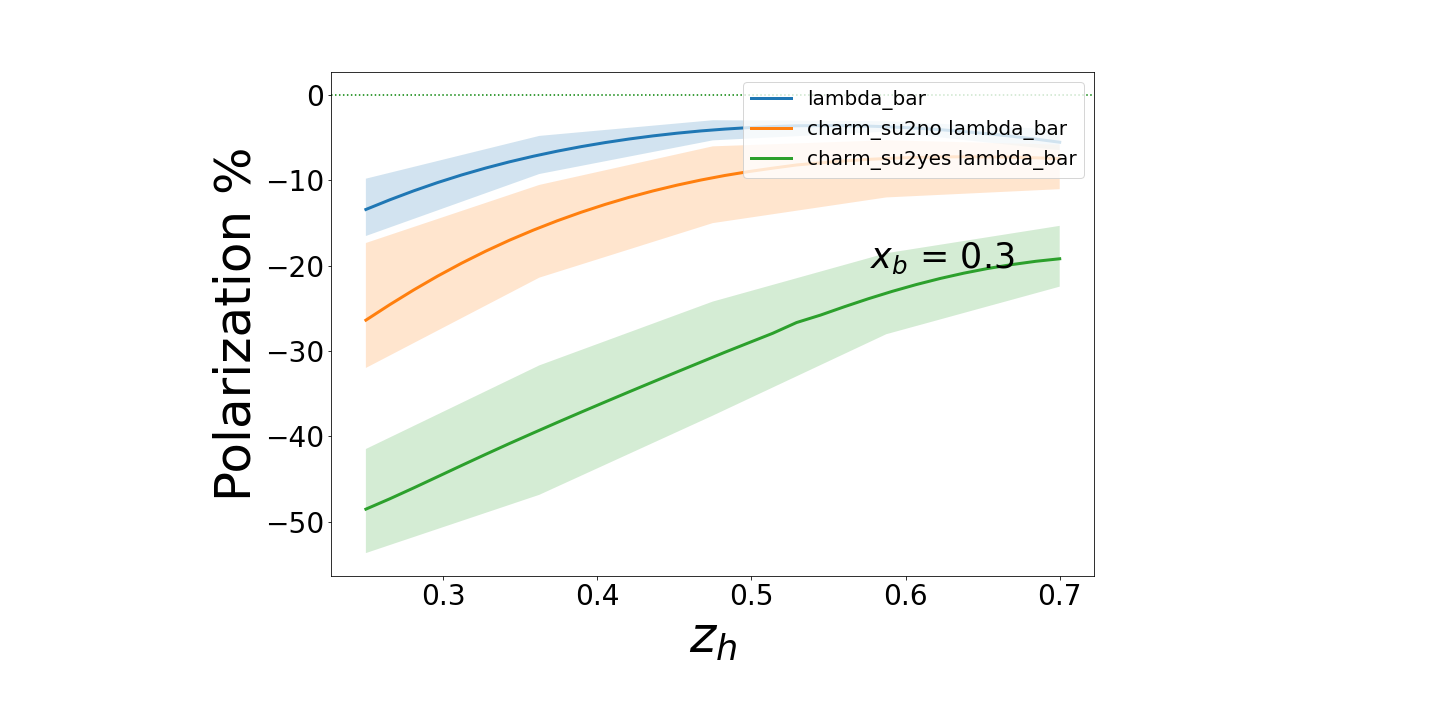 Polarization %
0
−10
−20
−30
−40
−50
lambda_bar
charm_su2no lambda_bar
charm_su2yes lambda_bar
x_b = 0.3
0.3 0.4 0.5 0.6 0.7
z_h